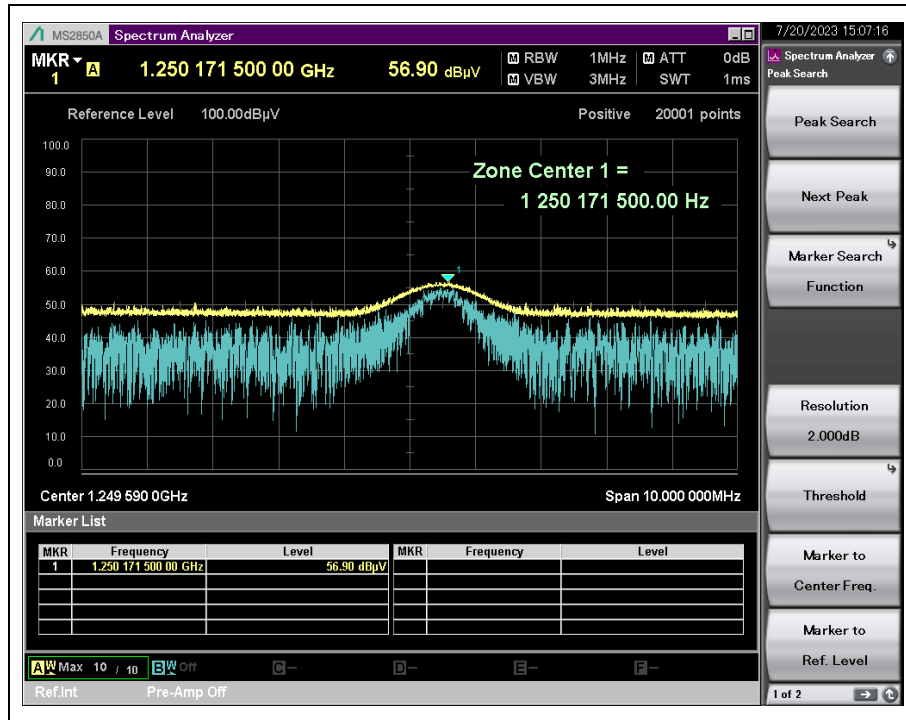 MS2850A Spectrum Analyzer
7/20/2023 15:07:16
MKR 1 A 1.250 171 500 00 GHz 56.90 dBµV
M RBW 1MHz M ATT 0dB
M VBW 3MHz SWT 1ms
Reference Level 100.00dBµV Positive 20001 points
100.0
90.0
80.0
70.0
60.0
50.0
40.0
30.0
20.0
10.0
0.0
Zone Center 1 =
1 250 171 500.00 Hz
1
Center 1.249 590 0GHz Span 10.000 000MHz
Marker List
MKR Frequency Level MKR Frequency Level
1 1.250 171 500 00 GHz 56.90 dBµV
A W Max 10 / 10 B W Off C- D- E- F-
Ref.Int Pre-Amp Off
Spectrum Analyzer
Peak Search
Peak Search
Next Peak
Marker Search
Function
Resolution
2.000dB
Threshold
Marker to
Center Freq.
Marker to
Ref. Level
1 of 2